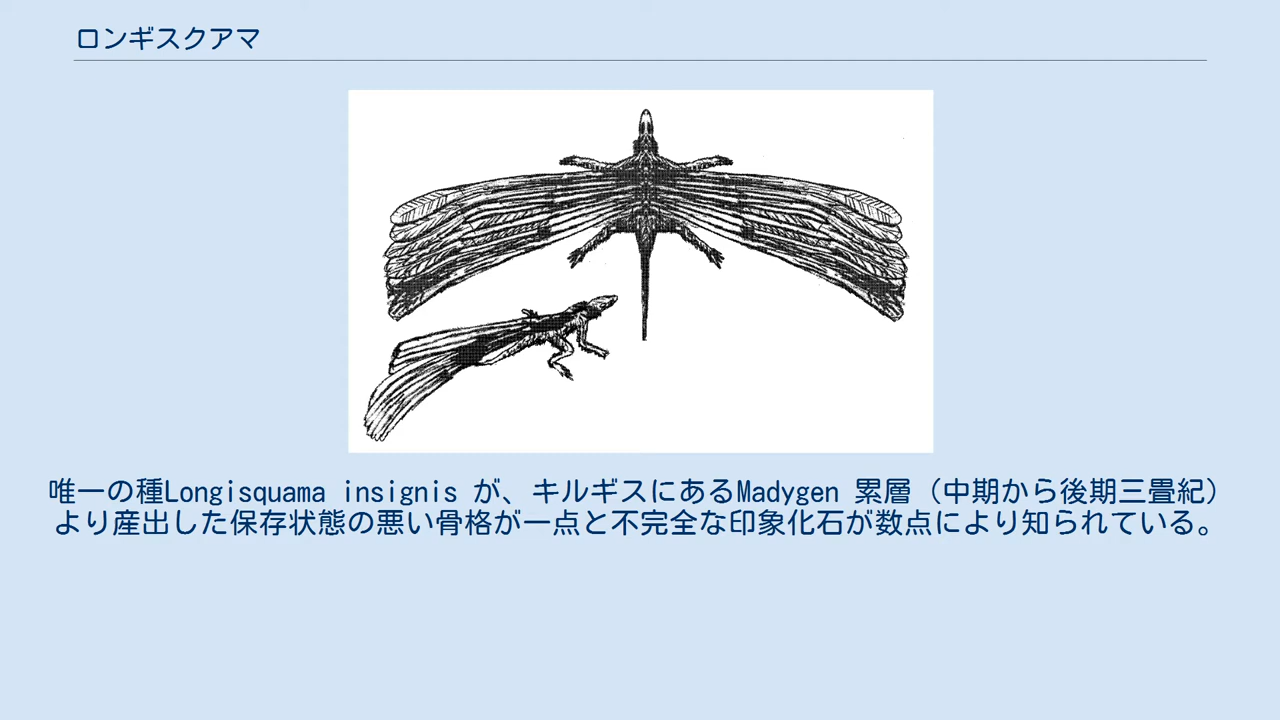 ロンギスクアマ
唯一の種Longisquama insignis が、キルギスにあるMadygen 累層（中期から後期三畳紀）
より産出した保存状態の悪い骨格が一点と不完全な印象化石が数点により知られている。